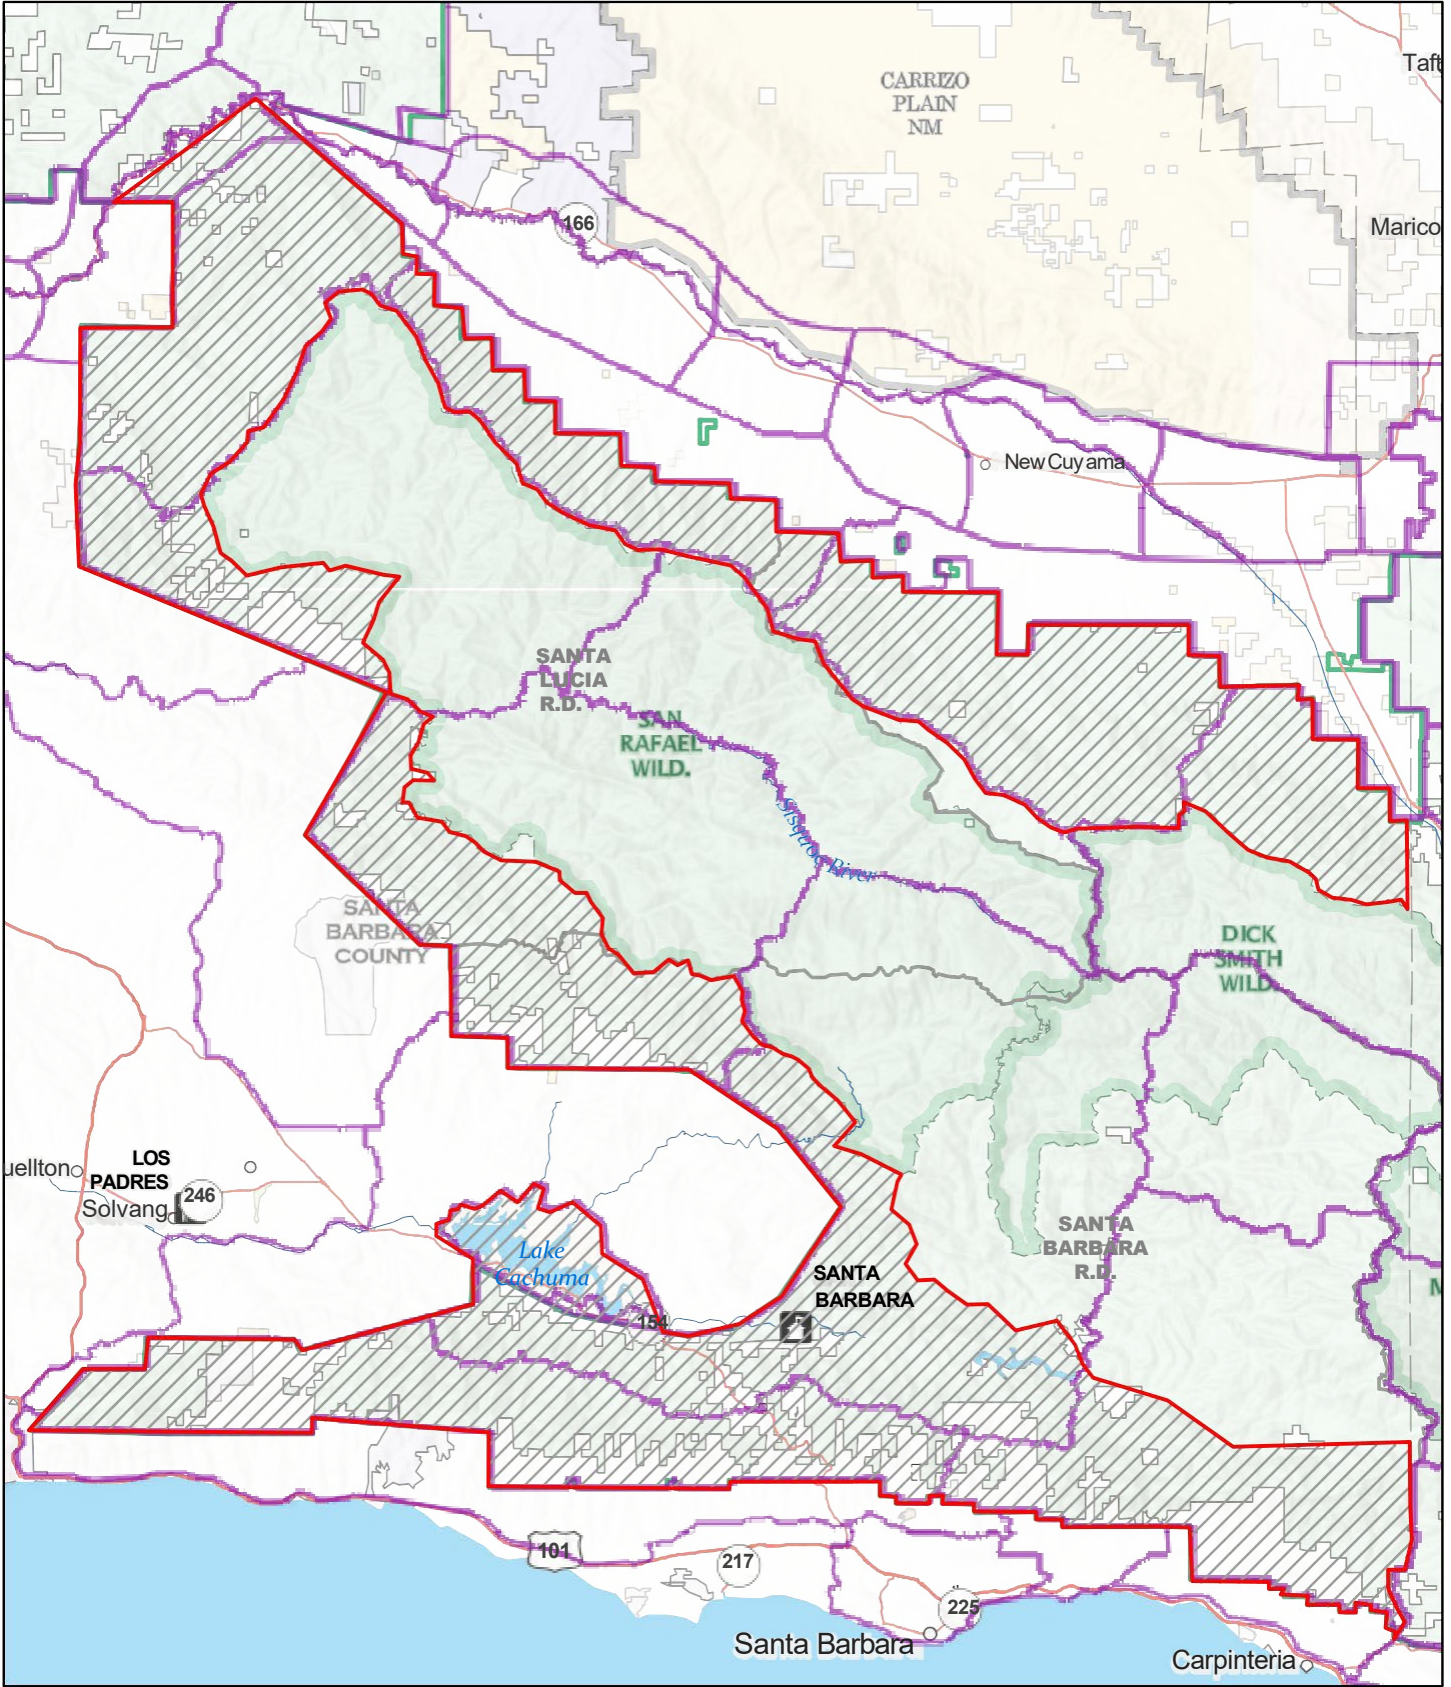 Taft
CARRIZO
PLAIN
NM
166
Marico
New Cuyama
SANTA
LUCIA
R.D.
SAN
RAFAEL
WILD.
Sisquoc River
SANTA
BARBARA
COUNTY
DICK
SMITH
WILD.
LOS
PADRES
uellton
246
Solvang
Lake
Cachuma
SANTA
BARBARA
R.D.
M
SANTA
BARBARA
154
101
217
225
Santa Barbara
Carpinteria